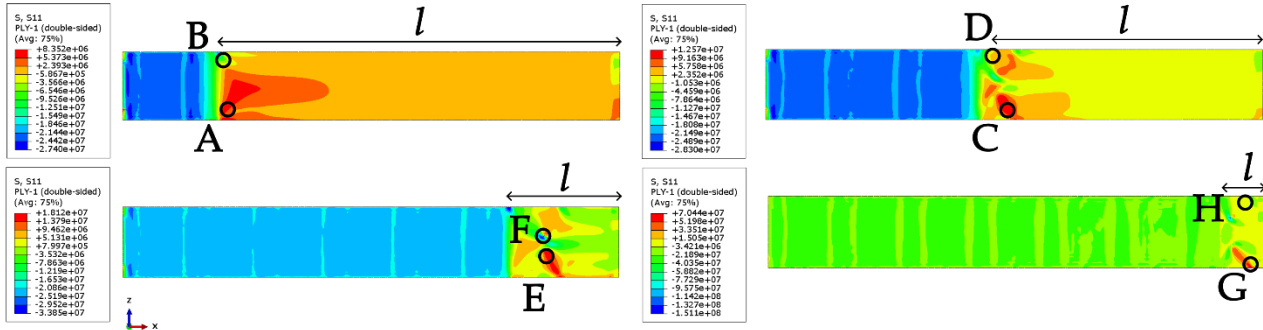 S, S11
PLY-1 (double-sided)
(Avg: 75%)
+8.352e+06
+5.373e+06
+2.393e+06
-5.867e+05
-3.566e+06
-6.546e+06
-9.526e+06
-1.251e+07
-1.549e+07
-1.846e+07
-2.144e+07
-2.442e+07
-2.740e+07
B
l
A
S, S11
PLY-1 (double-sided)
(Avg: 75%)
+1.257e+07
+9.163e+06
+5.758e+06
+2.352e+06
-1.053e+06
-4.459e+06
-7.864e+06
-1.127e+07
-1.467e+07
-1.808e+07
-2.149e+07
-2.489e+07
-2.830e+07
D
l
C
S, S11
PLY-1 (double-sided)
(Avg: 75%)
+1.812e+07
+1.379e+07
+9.462e+06
+5.131e+06
+7.997e+05
-3.532e+06
-7.863e+06
-1.219e+07
-1.653e+07
-2.086e+07
-2.519e+07
-2.952e+07
-3.385e+07
l
F
E
z
x
S, S11
PLY-1 (double-sided)
(Avg: 75%)
+7.044e+07
+5.198e+07
+3.351e+07
+1.505e+07
-3.421e+06
-2.189e+07
-4.035e+07
-5.882e+07
-7.729e+07
-9.575e+07
-1.142e+08
-1.327e+08
-1.511e+08
l
H
G